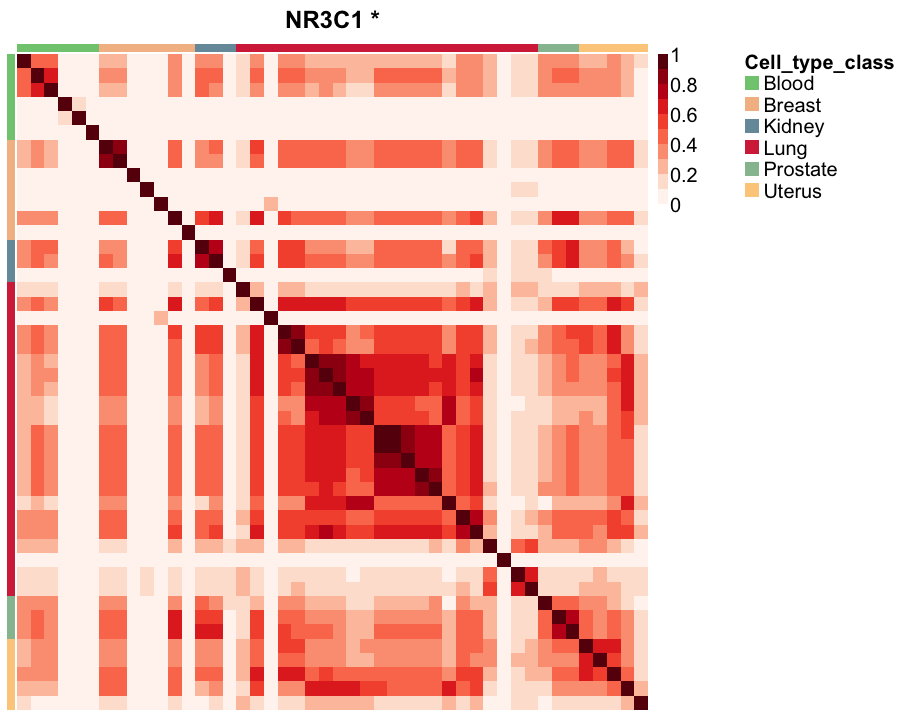 NR3C1 *
1
0.8
0.6
0.4
0.2
0
Cell_type_class
Blood
Breast
Kidney
Lung
Prostate
Uterus